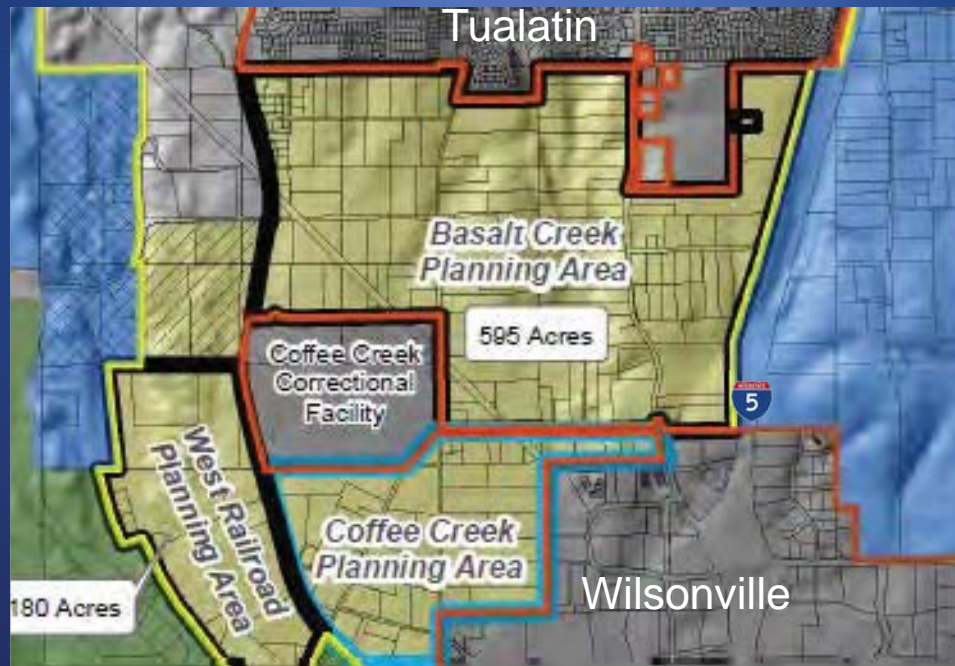 Tualatin
Basalt Creek
Planning Area
595 Acres
Coffee Creek
Correctional
Facility
5
West Railroad
Planning Area
Coffee Creek
Planning Area
180 Acres
Wilsonville